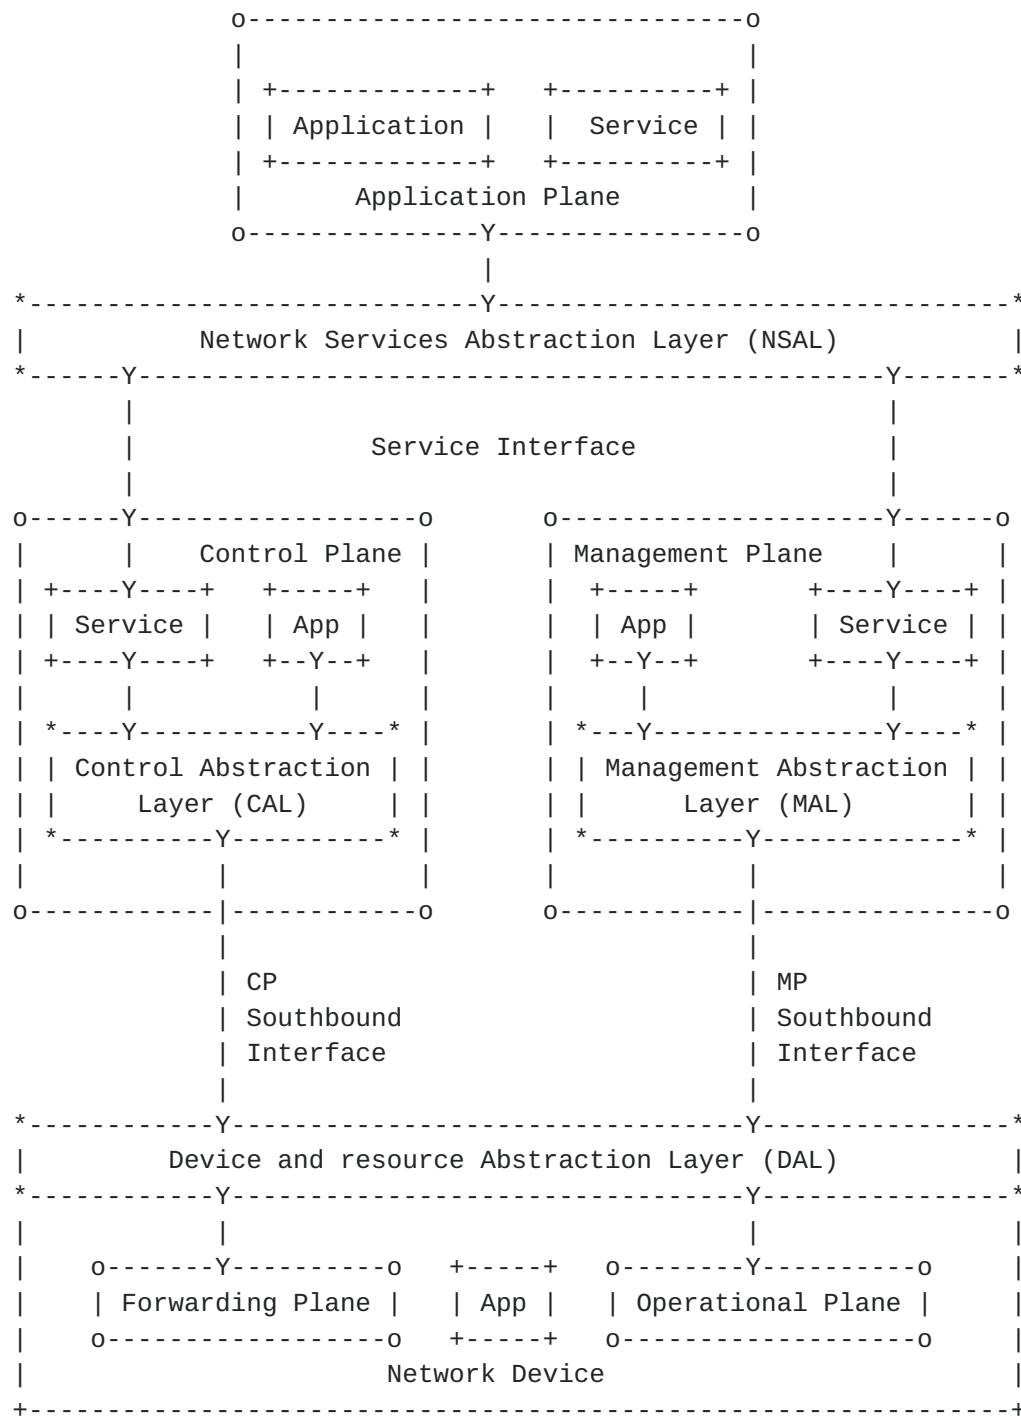 Application Service
Application Plane
Network Services Abstraction Layer (NSAL)
Service Interface
Control Plane Management Plane
Service App App Service
Control Abstraction Management Abstraction
Layer (CAL) Layer (MAL)
CP MP
Southbound Southbound
Interface Interface
Device and resource Abstraction Layer (DAL)
Forwarding Plane App Operational Plane
Network Device